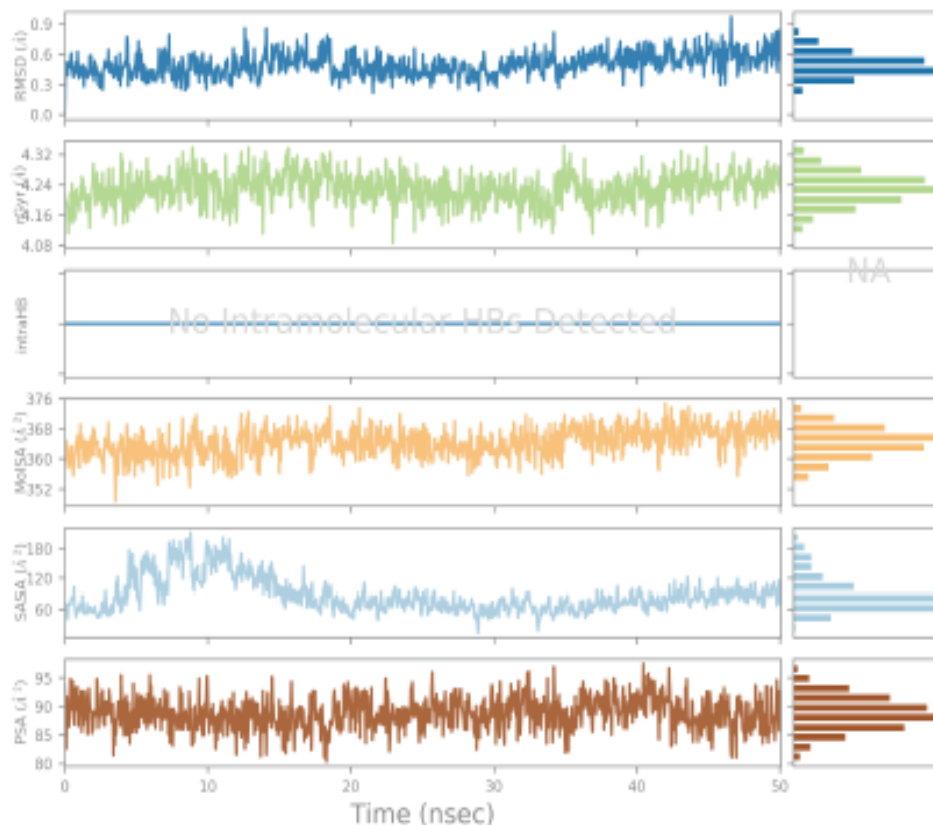 0.9
0.6
0.3
0.0
RMSD (Å)
4.32
4.24
4.16
4.08
rGyr (Å)
NA
No Intramolecular HBs Detected
intraHB
376
368
360
352
MolSA (Å²)
180
120
60
SASA (Å²)
95
90
85
80
PSA (Å²)
0 10 20 30 40 50
Time (nsec)